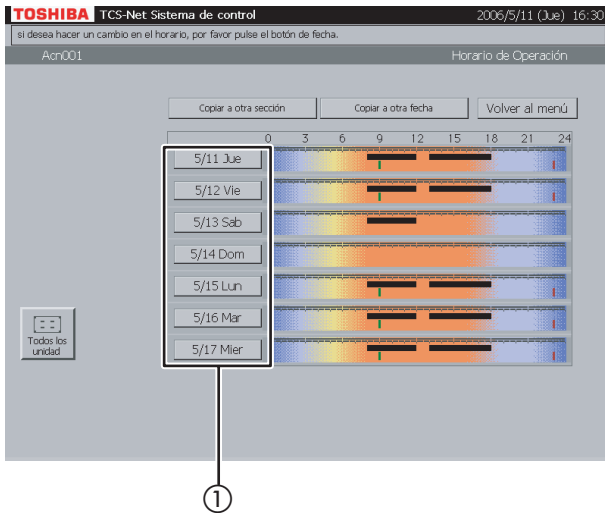 TOSHIBA TCS-Net Sistema de control 2006/5/11 (Jue) 16:30
si desea hacer un cambio en el horario, por favor pulse el botón de fecha.
Acn001 Horario de Operación
Copiar a otra sección Copiar a otra fecha Volver al menú
0 3 6 9 12 15 18 21 24
5/11 Jue
5/12 Vie
5/13 Sab
5/14 Dom
5/15 Lun
5/16 Mar
5/17 Mier
Todos los
unidad
①